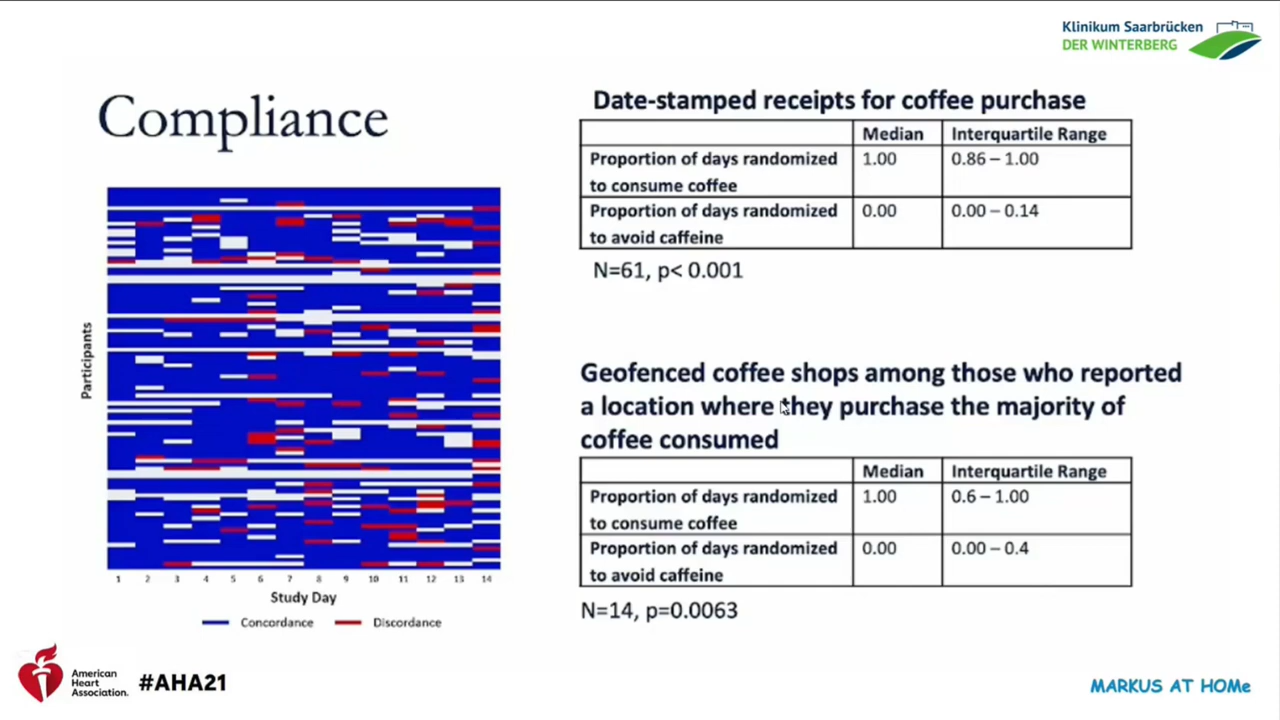 Klinikum Saarbrücken
DER WINTERBERG
Compliance
Participants
1 2 3 4 5 6 7 8 9 10 11 12 13 14
Study Day
Concordance Discordance
Date-stamped receipts for coffee purchase
Median Interquartile Range
Proportion of days randomized 1.00 0.86 – 1.00
to consume coffee
Proportion of days randomized 0.00 0.00 – 0.14
to avoid caffeine
N=61, p< 0.001
Geofenced coffee shops among those who reported
a location where they purchase the majority of
coffee consumed
Median Interquartile Range
Proportion of days randomized 1.00 0.6 – 1.00
to consume coffee
Proportion of days randomized 0.00 0.00 – 0.4
to avoid caffeine
N=14, p=0.0063
American
Heart
Association.
#AHA21
MARKUS AT HOMe